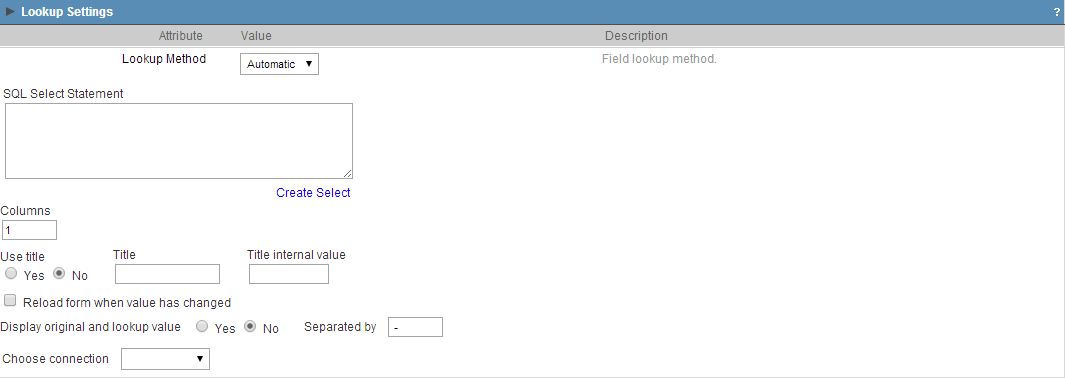 Lookup Settings ?
Attribute Value Description
Lookup Method Automatic Field lookup method.
SQL Select Statement
Create Select
Columns
1
Use title Title Title internal value
Yes No
Reload form when value has changed
Display original and lookup value Yes No Separated by -
Choose connection